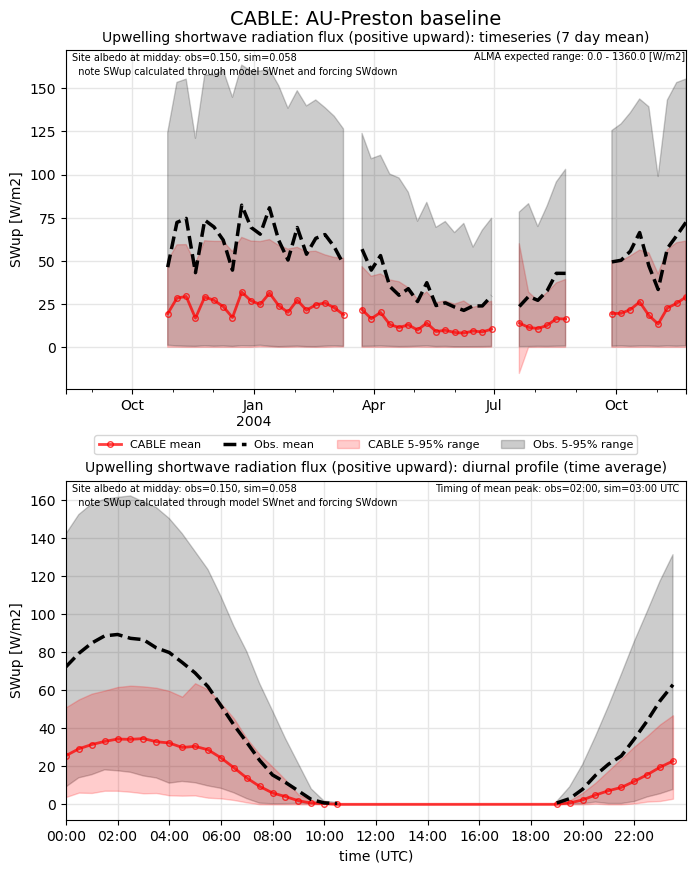 CABLE: AU-Preston baseline
Upwelling shortwave radiation flux (positive upward): timeseries (7 day mean)
Site albedo at midday: obs=0.150, sim=0.058
ALMA expected range: 0.0 - 1360.0 [W/m2]
note SWup calculated through model SWnet and forcing SWdown
150
125
100
75
50
25
0
SWup [W/m2]
Oct Jan Apr Jul Oct
2004
CABLE mean Obs. mean CABLE 5-95% range Obs. 5-95% range
Upwelling shortwave radiation flux (positive upward): diurnal profile (time average)
Site albedo at midday: obs=0.150, sim=0.058
Timing of mean peak: obs=02:00, sim=03:00 UTC
note SWup calculated through model SWnet and forcing SWdown
160
140
120
100
80
60
40
20
0
SWup [W/m2]
00:00 02:00 04:00 06:00 08:00 10:00 12:00 14:00 16:00 18:00 20:00 22:00
time (UTC)